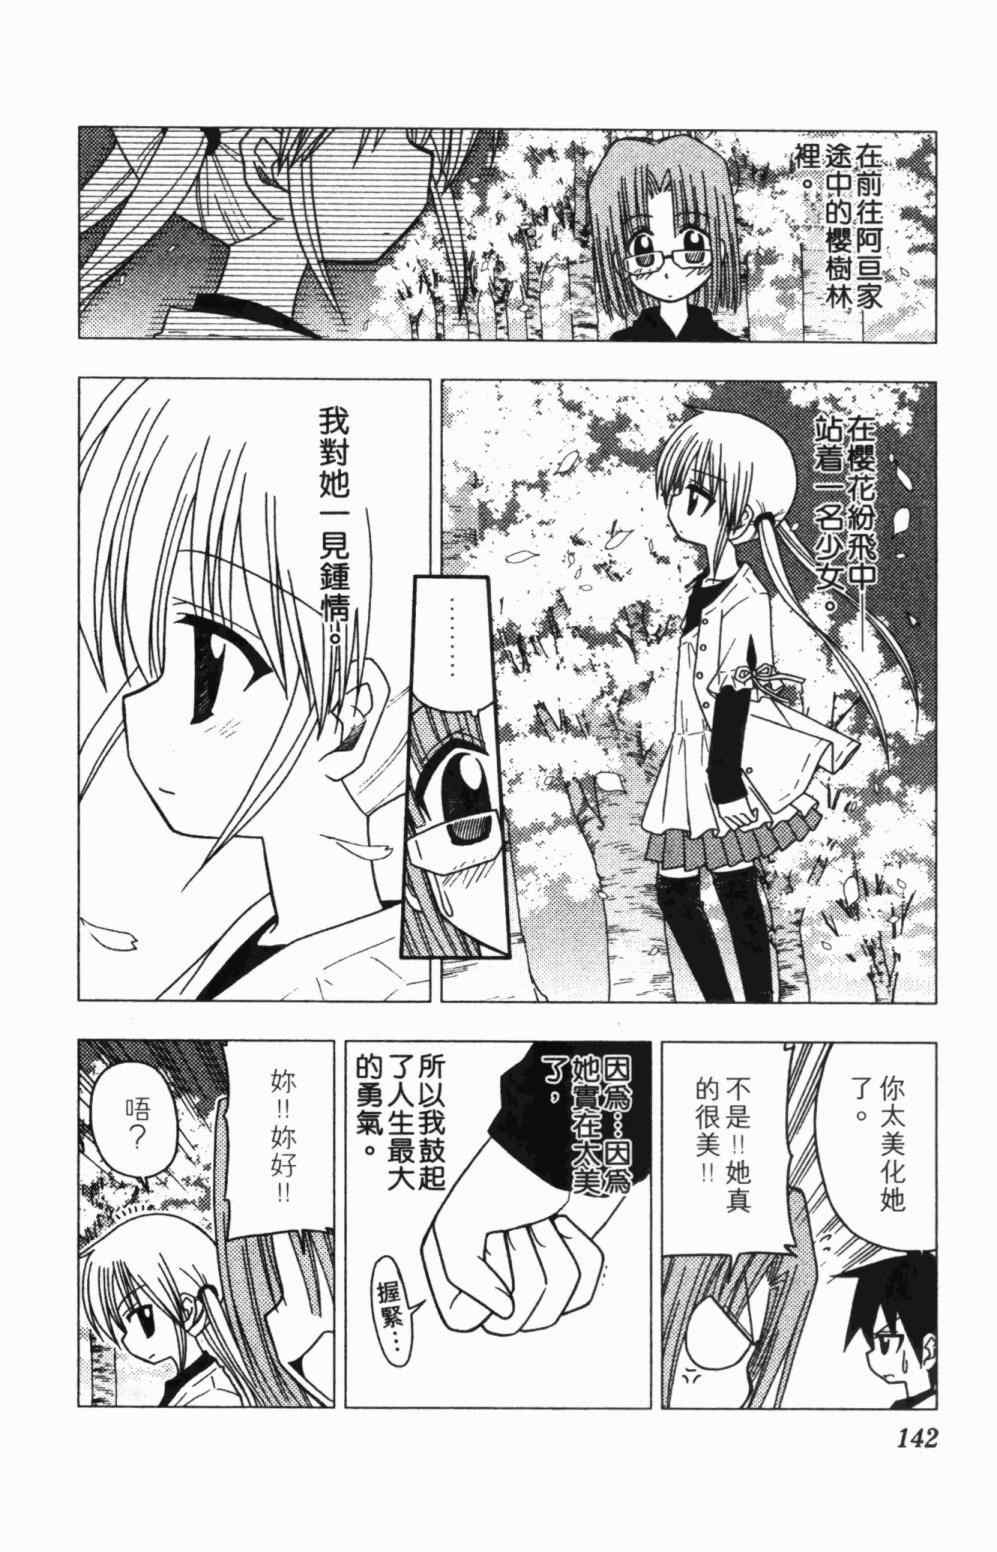 在前往阿亘家
途中的櫻樹林
裡。
在櫻花紛飛中——
站着一名少女。
…………
我對她一見鍾情。
你太美化她
了。
不是!!她真
的很美!!
因為…因為
她實在太美
了，
所以我鼓起
了人生最大
的勇氣。
握緊…
妳!!妳好!!
唔？
142